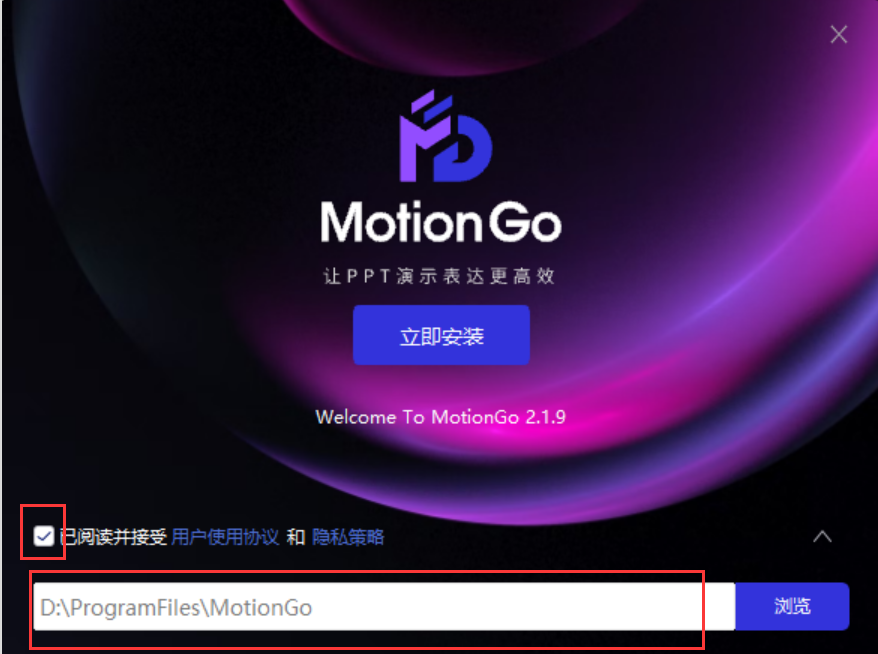 MotionGo
让PPT演示表达更高效
立即安装
Welcome To MotionGo 2.1.9
已阅读并接受 用户使用协议 和 隐私策略
D:\ProgramFiles\MotionGo 浏览